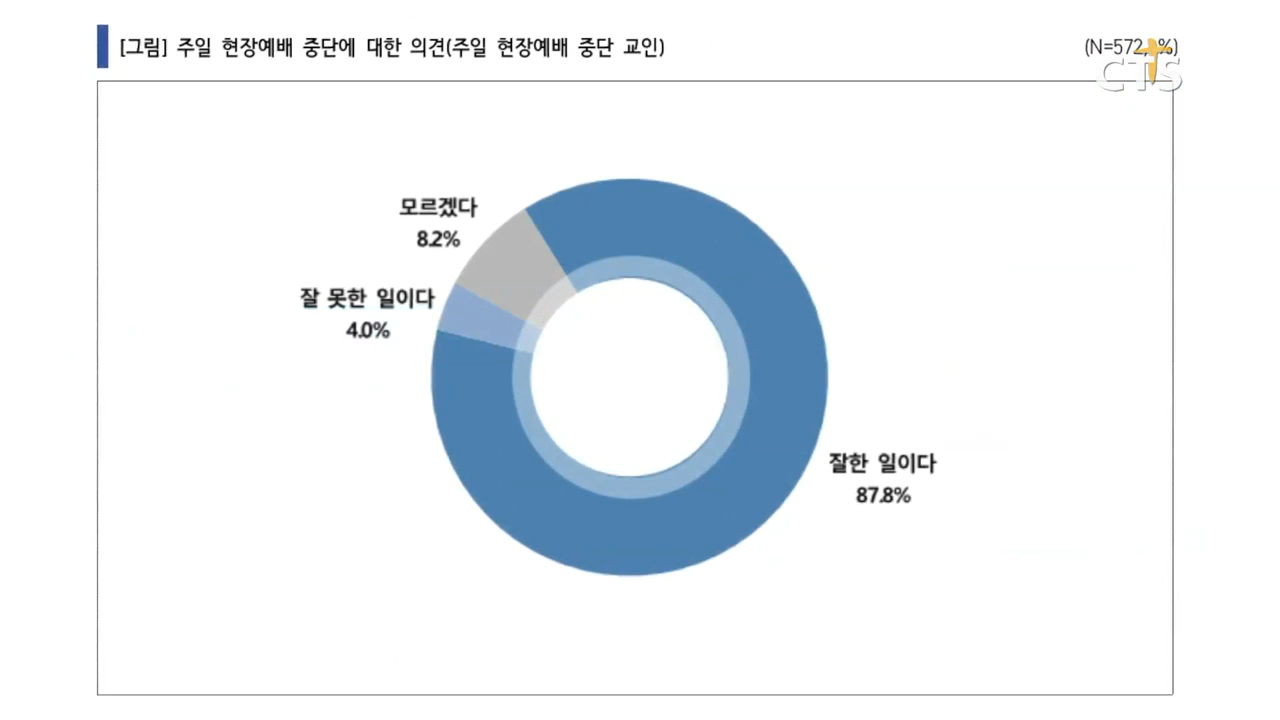 [그림] 주일 현장예배 중단에 대한 의견(주일 현장예배 중단 교인)
(N=572, %)
CTS
모르겠다
8.2%
잘 못한 일이다
4.0%
잘한 일이다
87.8%